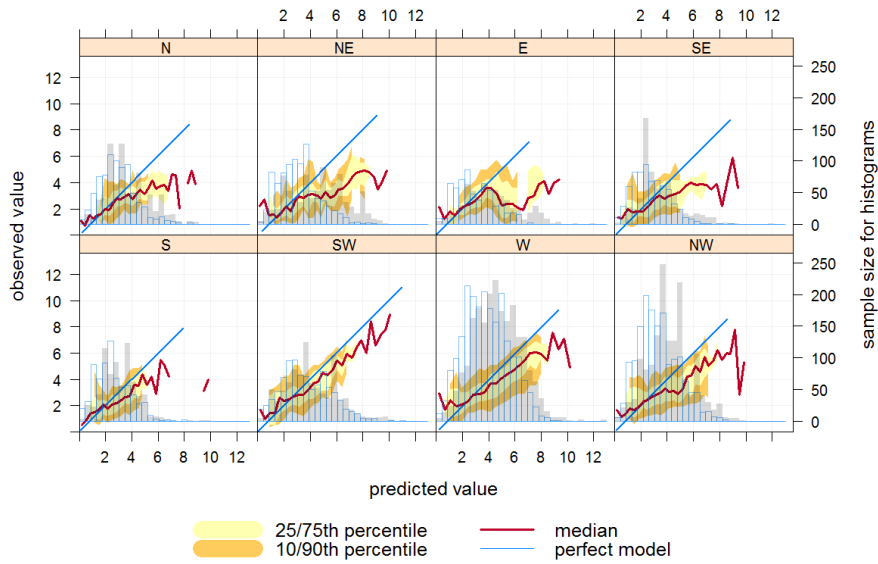 2 4 6 8 10 12 2 4 6 8 10 12
N NE E SE
12
10
8
6
4
2
250
200
150
100
50
0
S SW W NW
12
10
8
6
4
2
250
200
150
100
50
0
2 4 6 8 10 12 2 4 6 8 10 12
observed value
sample size for histograms
predicted value
25/75th percentile median
10/90th percentile perfect model